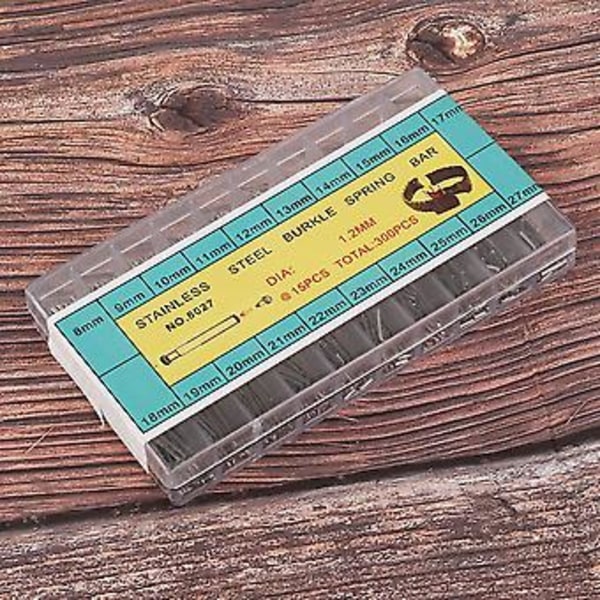 8mm 9mm 10mm 11mm 12mm 13mm 14mm 15mm 16mm 17mm
STAINLESS STEEL BURKLE SPRING BAR
NO.6027
DIA: 1.2MM
@15PCS TOTAL-300PCS
18mm 19mm 20mm 21mm 22mm 23mm 24mm 25mm 26mm 27mm